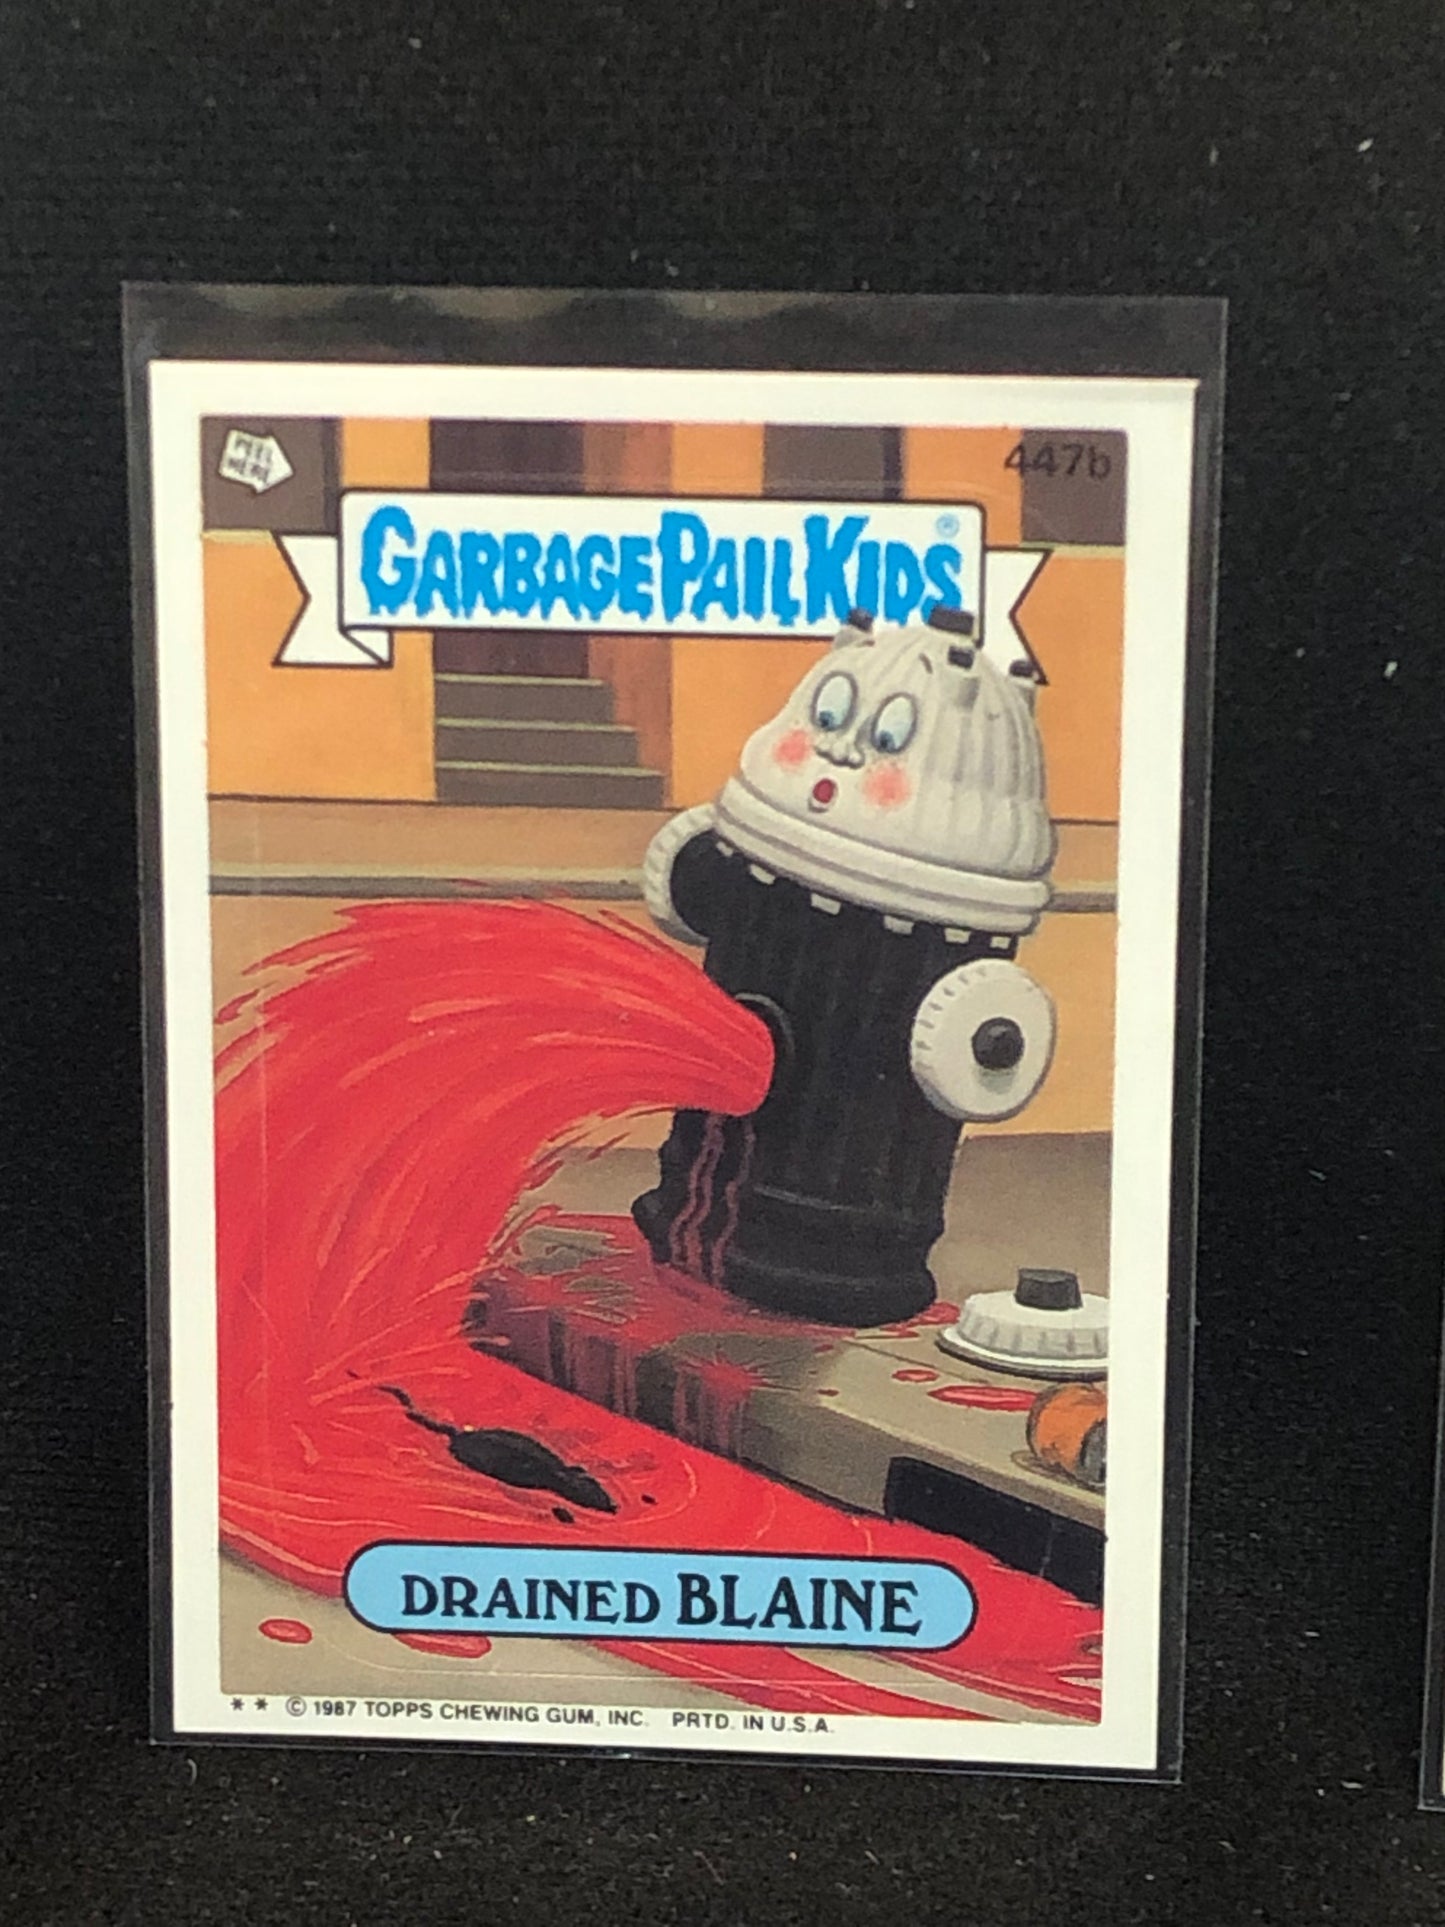 PEEL
HERE
447b
GARBAGE PAIL KIDS®
DRAINED BLAINE
* * © 1987 TOPPS CHEWING GUM, INC. PRTD. IN U.S.A.